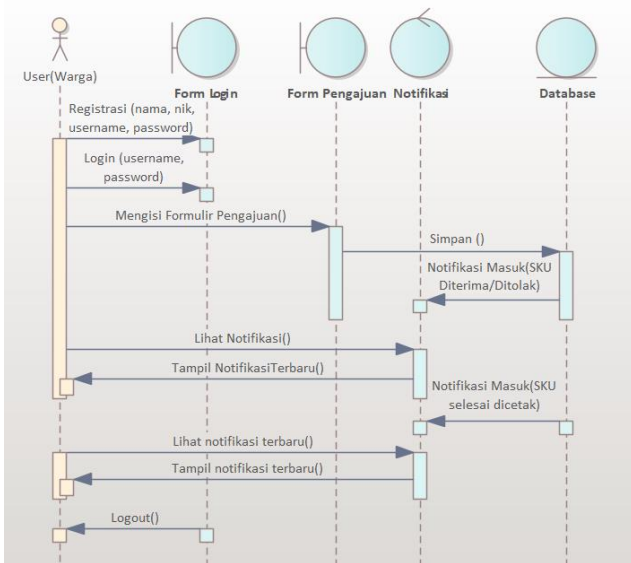 User(Warga)
Form Login
Form Pengajuan
Notifikasi
Database
Registrasi (nama, nik,
username, password)
Login (username,
password)
Mengisi Formulir Pengajuan()
Simpan ()
Notifikasi Masuk(SKU
Diterima/Ditolak)
Lihat Notifikasi()
Tampil NotifikasiTerbaru()
Notifikasi Masuk(SKU
selesai dicetak)
Lihat notifikasi terbaru()
Tampil notifikasi terbaru()
Logout()